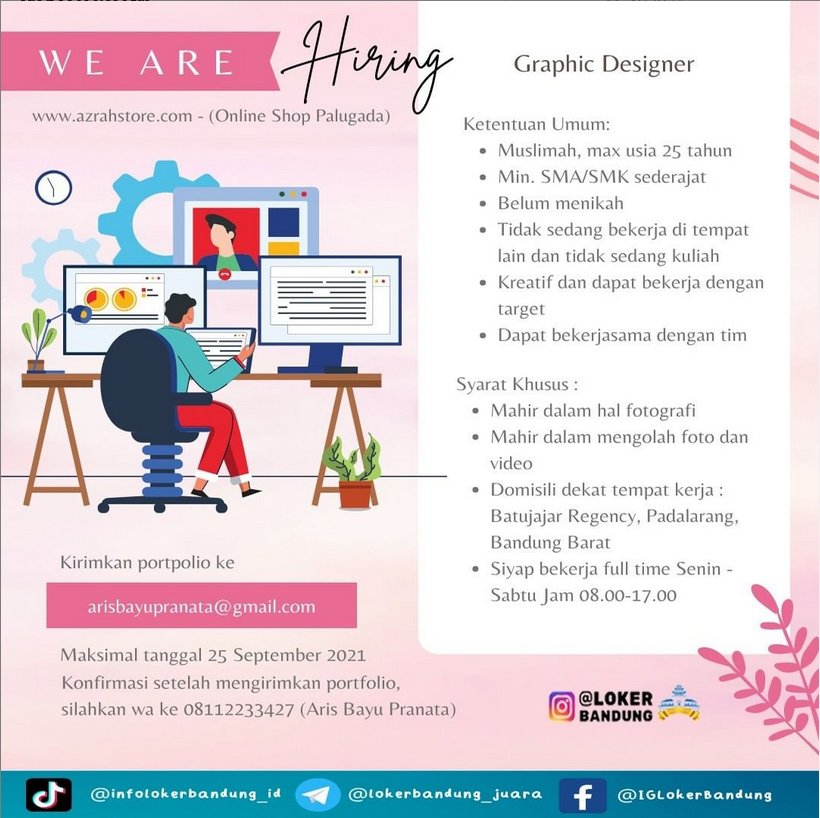 WE ARE Hiring
www.azrahstore.com - (Online Shop Palugada)
Graphic Designer
Ketentuan Umum:
• Muslimah, max usia 25 tahun
• Min. SMA/SMK sederajat
• Belum menikah
• Tidak sedang bekerja di tempat
lain dan tidak sedang kuliah
• Kreatif dan dapat bekerja dengan
target
• Dapat bekerjasama dengan tim
Syarat Khusus :
• Mahir dalam hal fotografi
• Mahir dalam mengolah foto dan
video
• Domisili dekat tempat kerja :
Batujajar Regency, Padalarang,
Bandung Barat
• Siyap bekerja full time Senin -
Sabtu Jam 08.00-17.00
Kirimkan portpolio ke
arisbayupranata@gmail.com
Maksimal tanggal 25 September 2021
Konfirmasi setelah mengirimkan portfolio,
silahkan wa ke 08112233427 (Aris Bayu Pranata)
@LOKER
BANDUNG
@infolokerbandung_id
@lokerbandung_juara
@IGLokerBandung